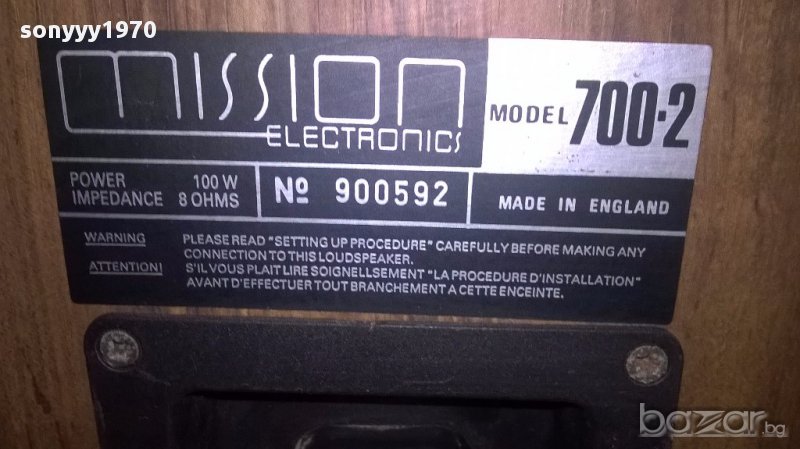 sonyyy1970
mission
ELECTRONICS
MODEL 700·2
POWER 100 W
IMPEDANCE 8 OHMS
Nº 900592
MADE IN ENGLAND
WARNING
PLEASE READ "SETTING UP PROCEDURE" CAREFULLY BEFORE MAKING ANY
CONNECTION TO THIS LOUDSPEAKER.
ATTENTION!
S'IL VOUS PLAIT LIRE SOIGNELLSEMENT "LA PROCEDURE D'INSTALLATION"
AVANT D'EFFECTUER TOUT BRANCHEMENT A CETTE ENCEINTE.
bazar.bg